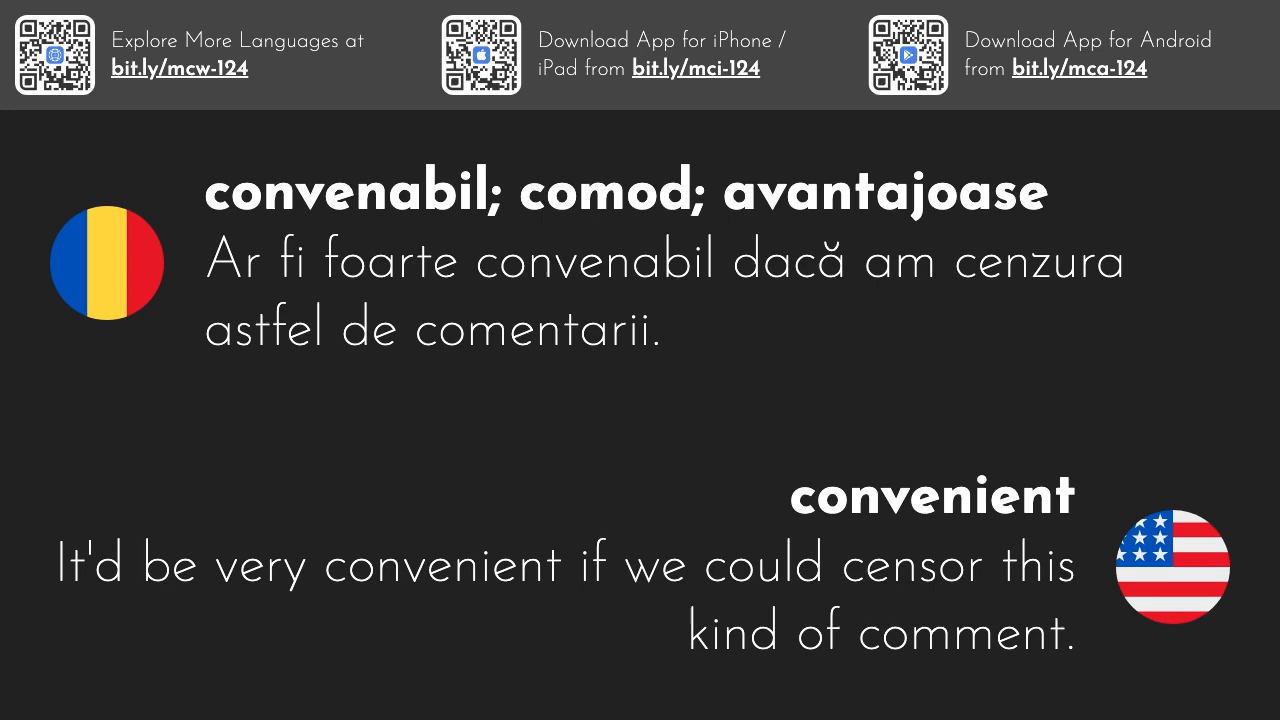 Explore More Languages at
bit.ly/mcw-124
Download App for iPhone /
iPad from bit.ly/mci-124
Download App for Android
from bit.ly/mca-124
convenabil; comod; avantajoase
Ar fi foarte convenabil dacă am cenzura
astfel de comentarii.
convenient
It'd be very convenient if we could censor this
kind of comment.